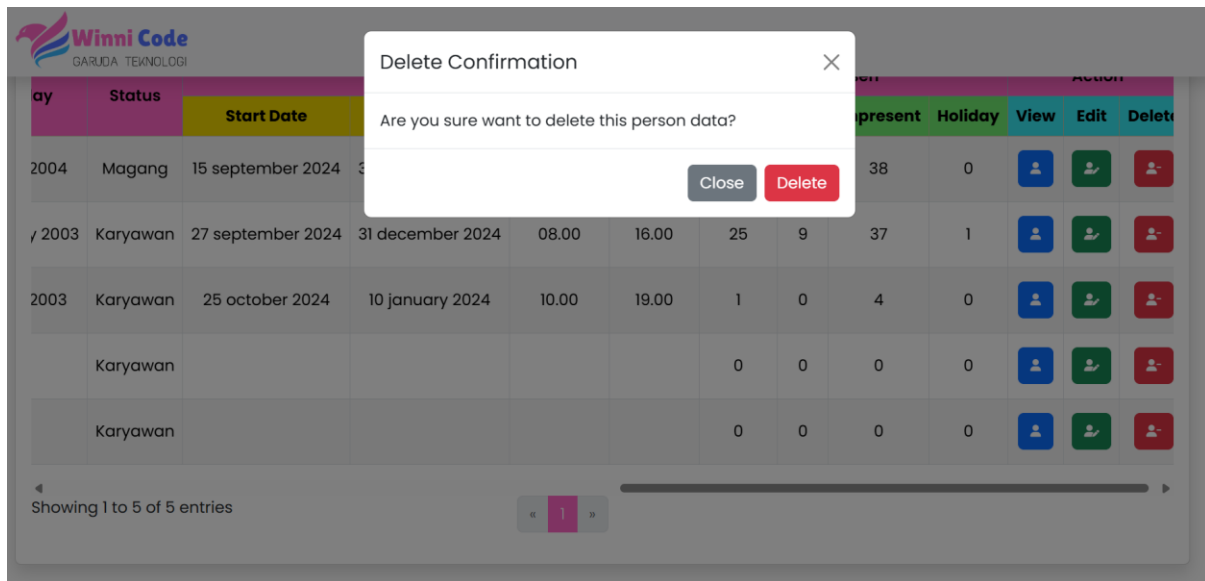 Winni Code
GARUDA TEKNOLOGI
Delete Confirmation
Are you sure want to delete this person data?
Close Delete
ay Status Action
Start Date present Holiday View Edit Delete
2004 Magang 15 september 2024 3 38 0
y 2003 Karyawan 27 september 2024 31 december 2024 08.00 16.00 25 9 37 1
2003 Karyawan 25 october 2024 10 january 2024 10.00 19.00 1 0 4 0
Karyawan 0 0 0 0
Karyawan 0 0 0 0
Showing 1 to 5 of 5 entries
« 1 »